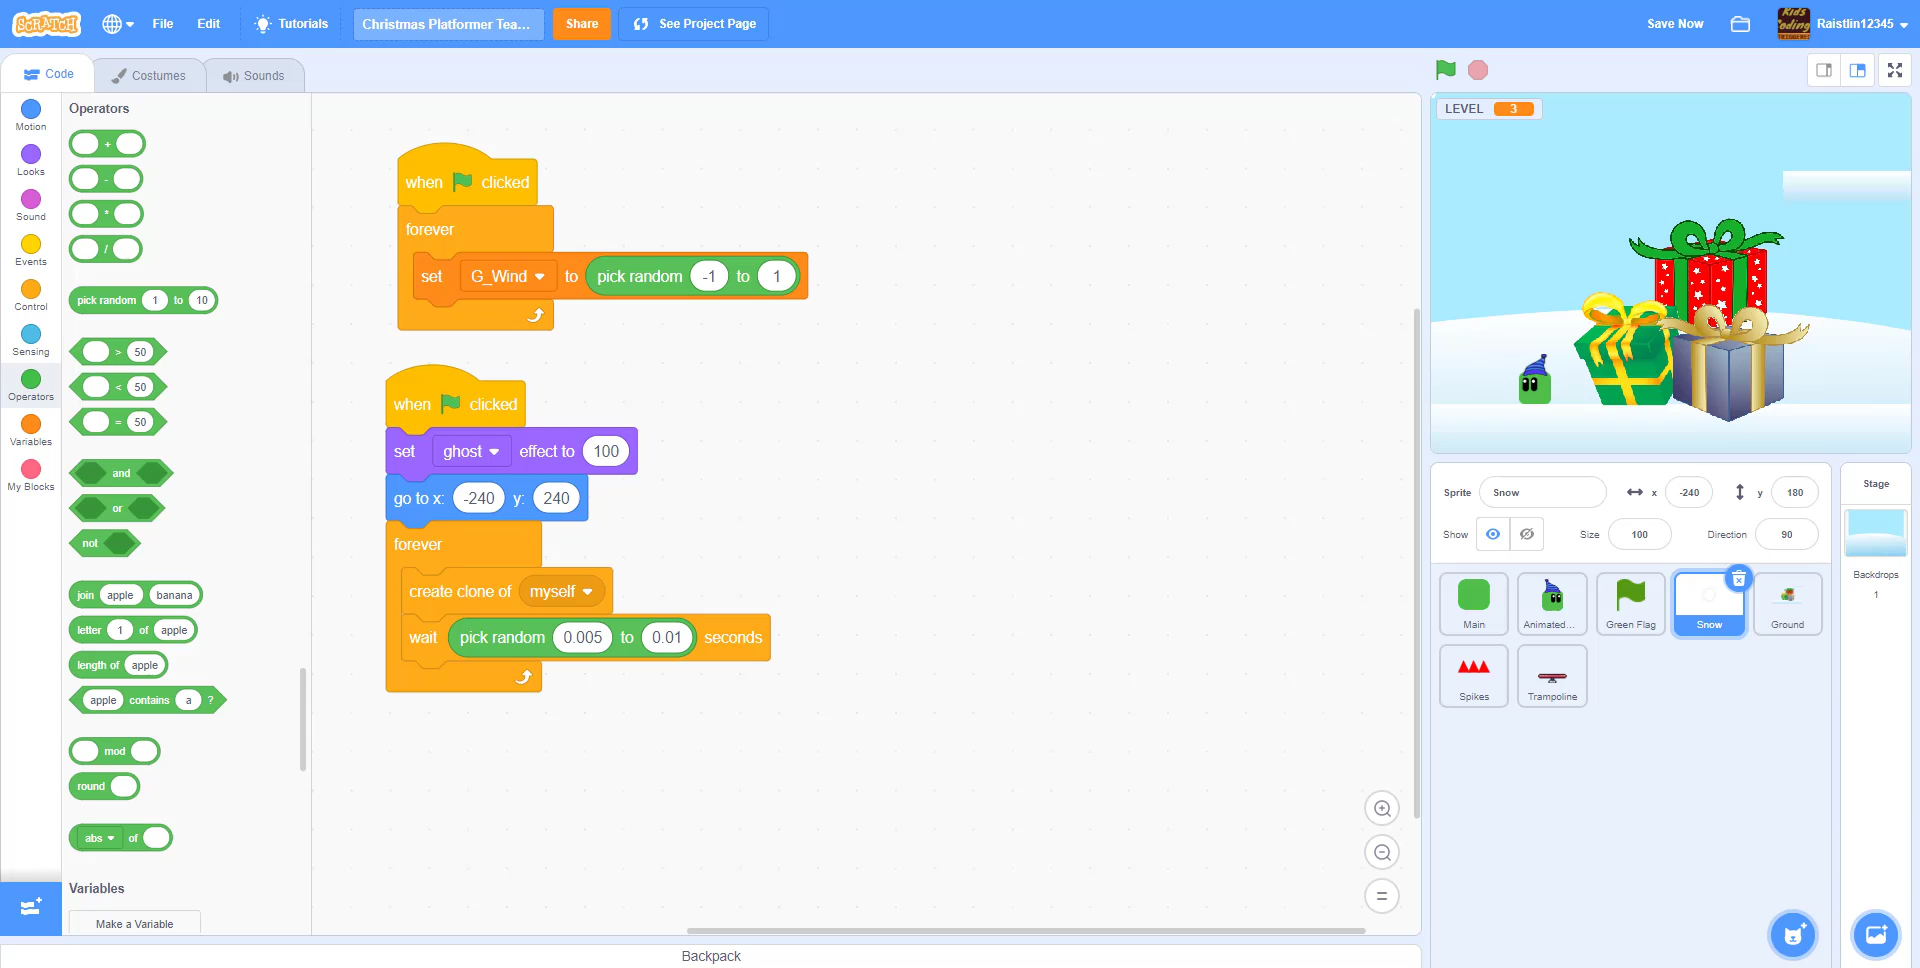 SCRATCH
File
Edit
Tutorials
Christmas Platformer Tea...
Share
See Project Page
Save Now
Raistlin12345
Code
Costumes
Sounds
Motion
Looks
Sound
Events
Control
Sensing
Operators
Variables
My Blocks
Operators
+
-
*
/
pick random 1 to 10
> 50
< 50
= 50
and
or
not
join apple banana
letter 1 of apple
length of apple
apple contains a ?
mod
round
abs of
Variables
Make a Variable
when clicked
forever
set G_Wind to pick random -1 to 1
when clicked
set ghost effect to 100
go to x: -240 y: 240
forever
create clone of myself
wait pick random 0.005 to 0.01 seconds
Backpack
LEVEL 3
Sprite Snow x -240 y 180
Show Size 100 Direction 90
Main
Animated...
Green Flag
Snow
Ground
Spikes
Trampoline
Stage
Backdrops
1